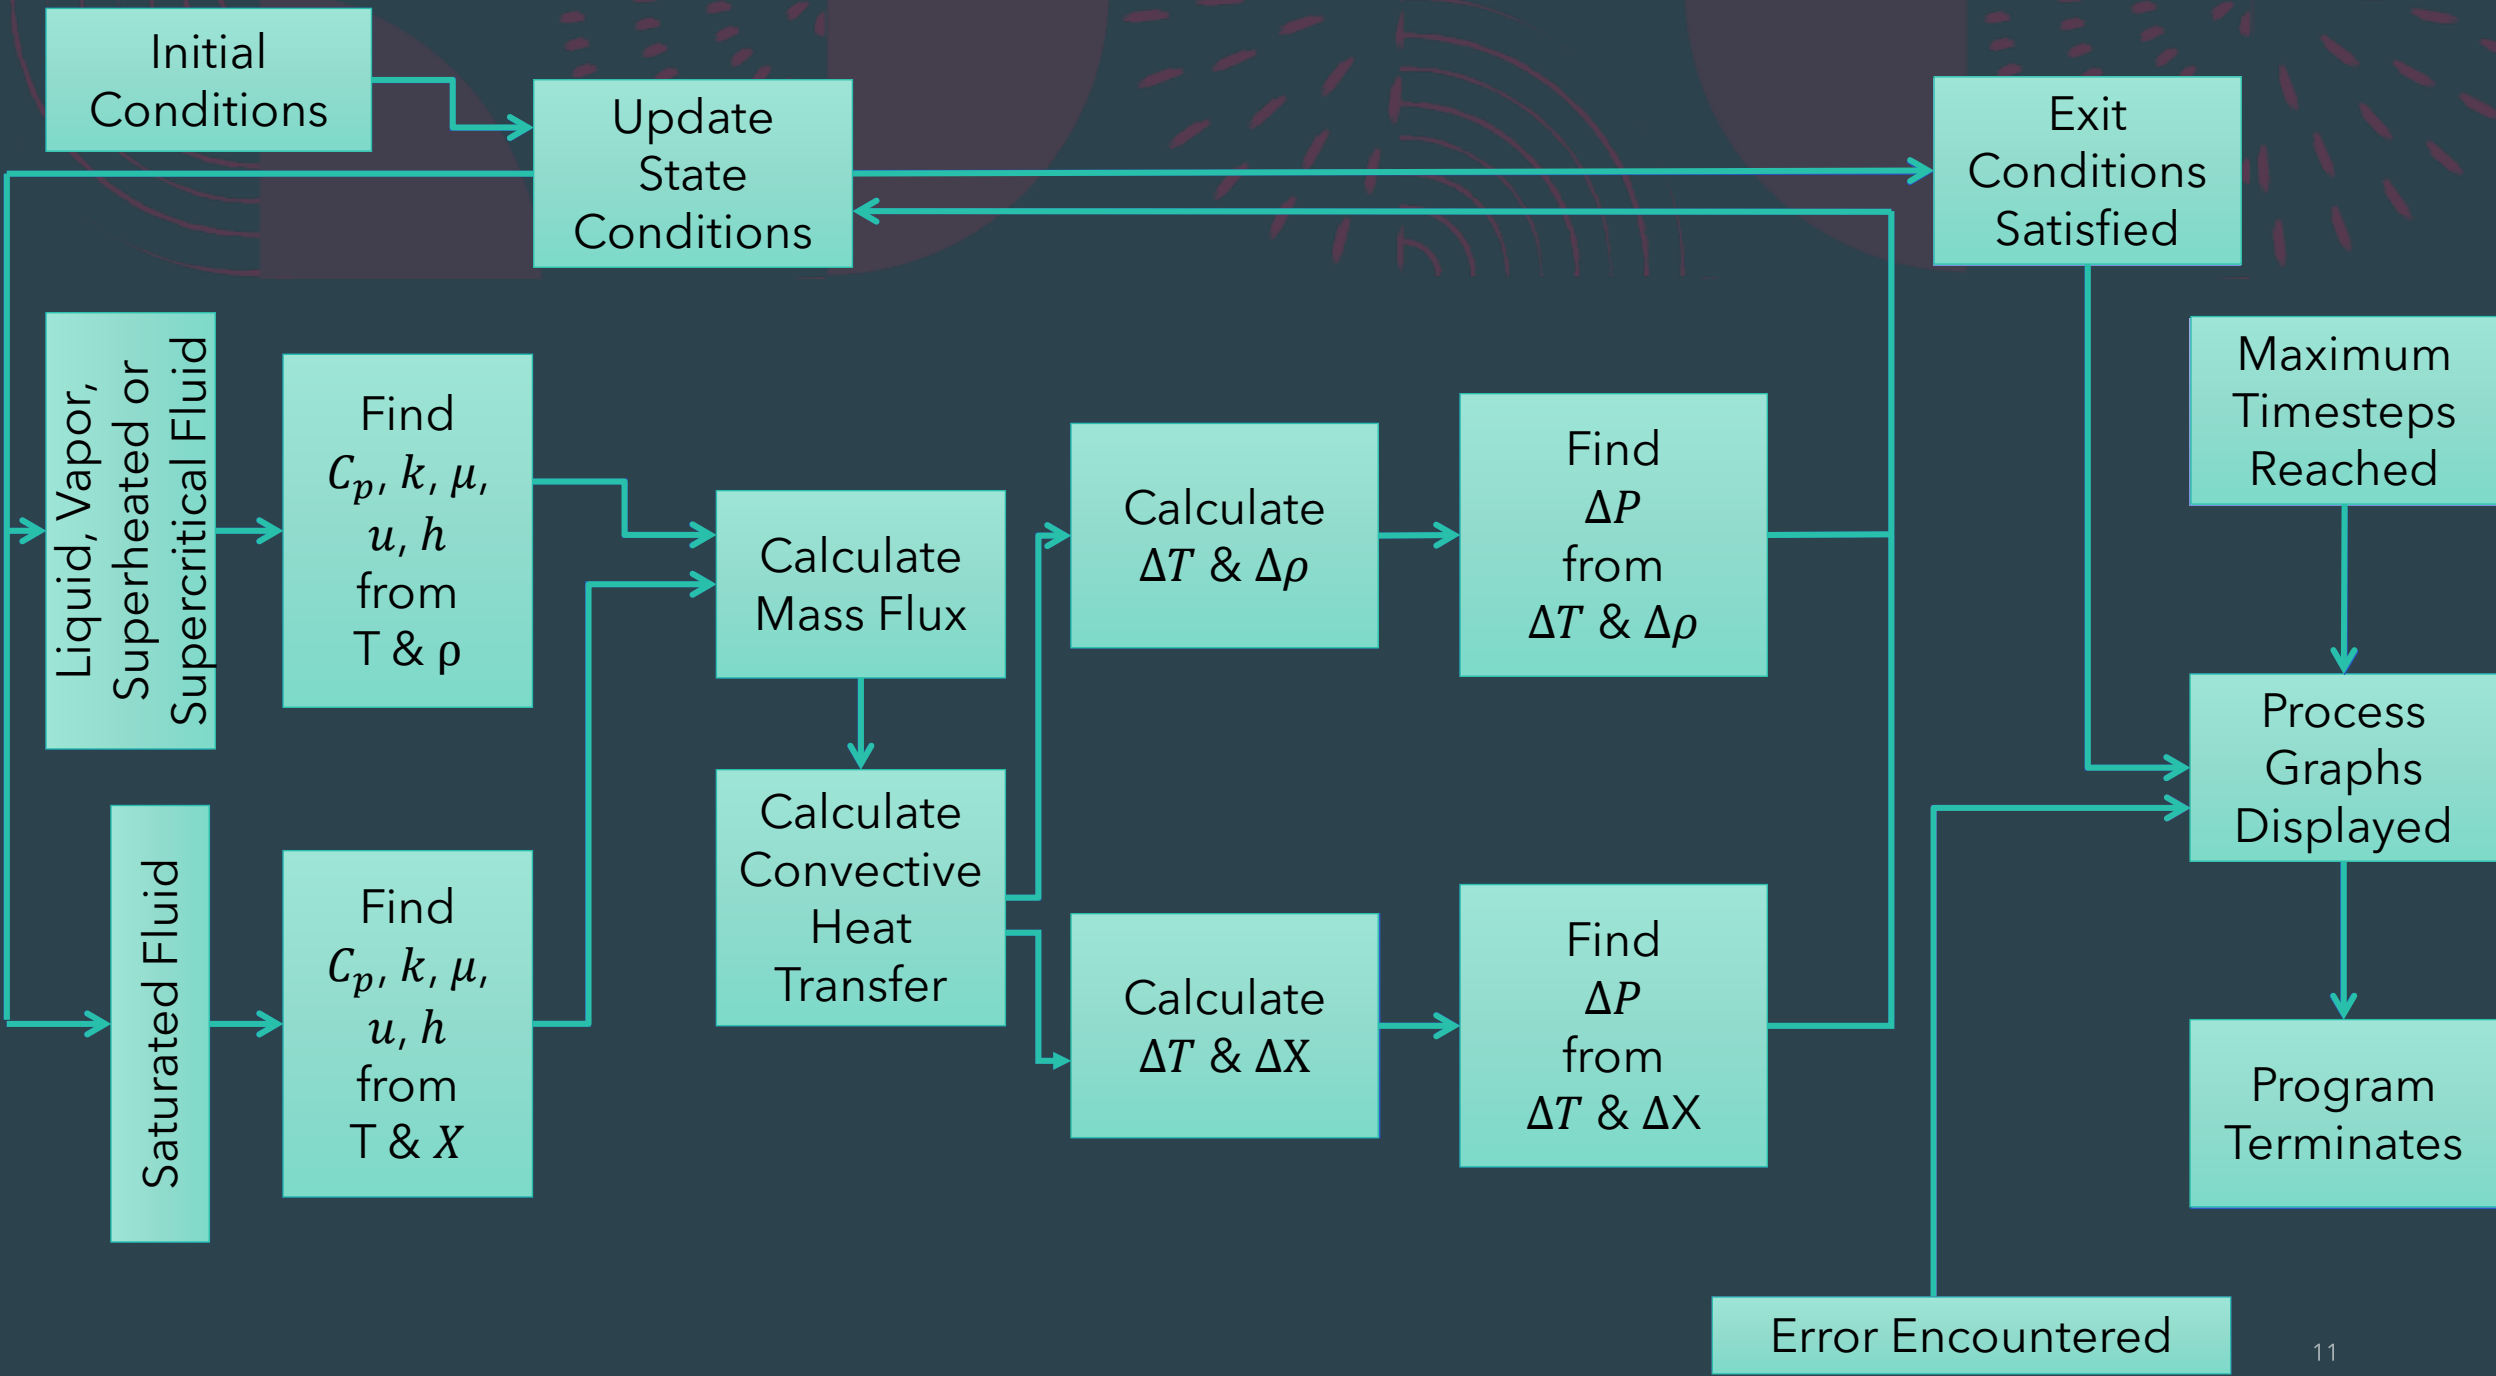 Initial
Conditions
Update
State
Conditions
Exit
Conditions
Satisfied
Liquid, Vapor,
Superheated or
Supercritical Fluid
Find
𝐶ₚ, 𝑘, 𝜇,
𝑢, ℎ
from
T & ρ
Calculate
Mass Flux
Calculate
Δ𝑇 & Δ𝜌
Find
Δ𝑃
from
Δ𝑇 & Δ𝜌
Maximum
Timesteps
Reached
Saturated Fluid
Find
𝐶ₚ, 𝑘, 𝜇,
𝑢, ℎ
from
T & 𝑋
Calculate
Convective
Heat
Transfer
Calculate
Δ𝑇 & ΔX
Find
Δ𝑃
from
Δ𝑇 & ΔX
Process
Graphs
Displayed
Program
Terminates
Error Encountered
11